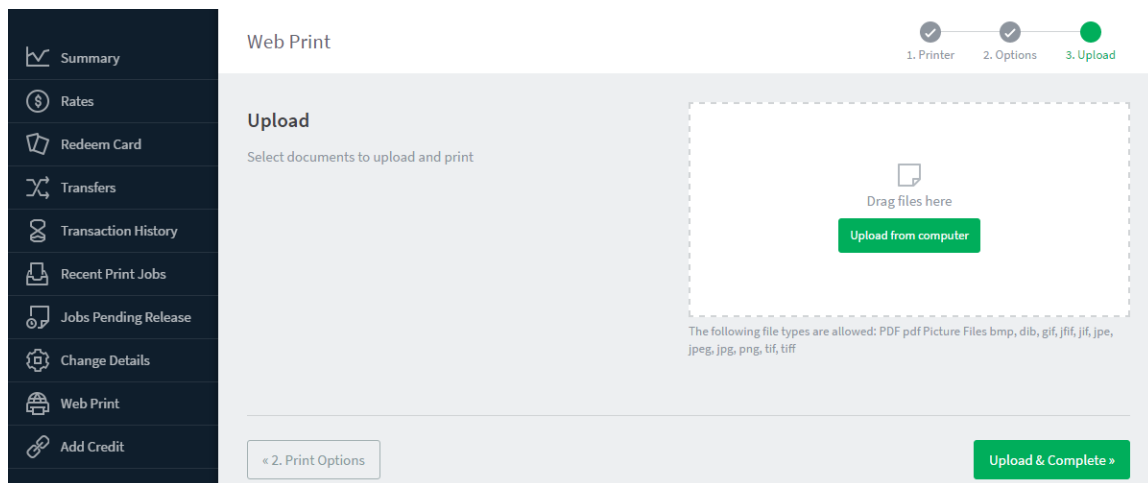 Summary
Rates
Redeem Card
Transfers
Transaction History
Recent Print Jobs
Jobs Pending Release
Change Details
Web Print
Add Credit
Web Print
1. Printer
2. Options
3. Upload
Upload
Select documents to upload and print
Drag files here
Upload from computer
The following file types are allowed: PDF pdf Picture Files bmp, dib, gif, jfif, jif, jpe,
jpeg, jpg, png, tif, tiff
« 2. Print Options
Upload & Complete »